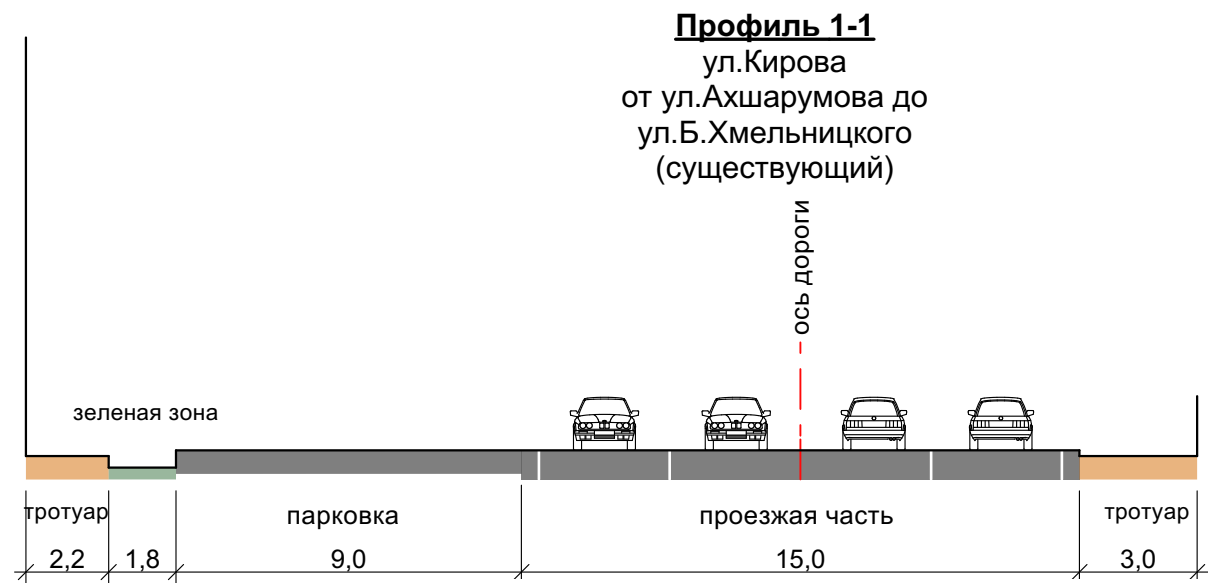 Профиль 1-1
ул.Кирова
от ул.Ахшарумова до
ул.Б.Хмельницкого
(существующий)
ось дороги
зеленая зона
тротуар
парковка
проезжая часть
тротуар
2,2
1,8
9,0
15,0
3,0